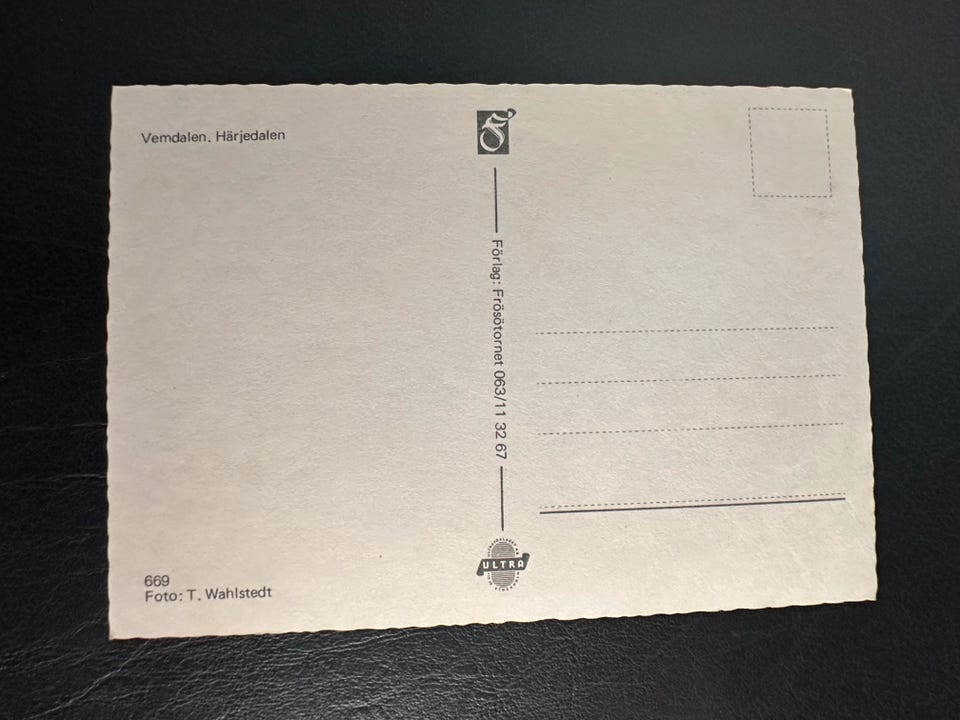 Vemdalen. Härjedalen
Förlag: Frösötornet 063/11 32 67
ULTRA
669
Foto: T. Wahlstedt